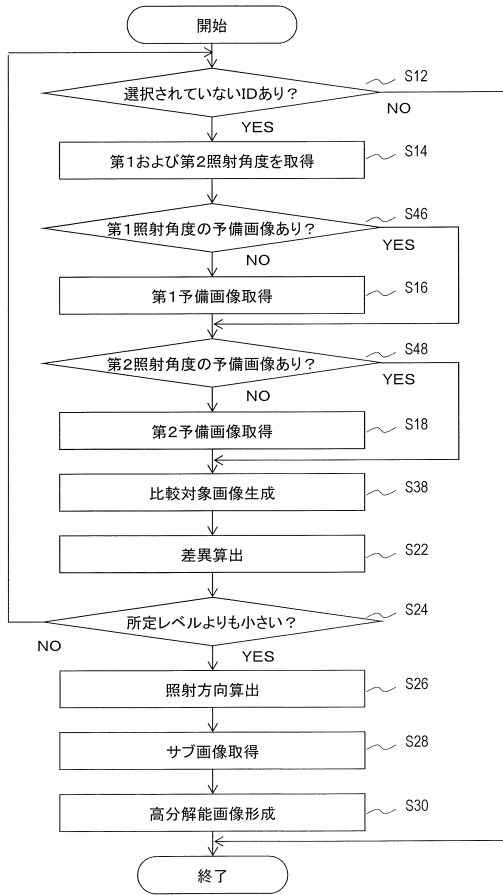 開始
選択されていないIDあり？
S12
NO
YES
第1および第2照射角度を取得
S14
第1照射角度の予備画像あり？
S46
YES
NO
第1予備画像取得
S16
第2照射角度の予備画像あり？
S48
YES
NO
第2予備画像取得
S18
比較対象画像生成
S38
差異算出
S22
所定レベルよりも小さい？
S24
NO
YES
照射方向算出
S26
サブ画像取得
S28
高分解能画像形成
S30
終了